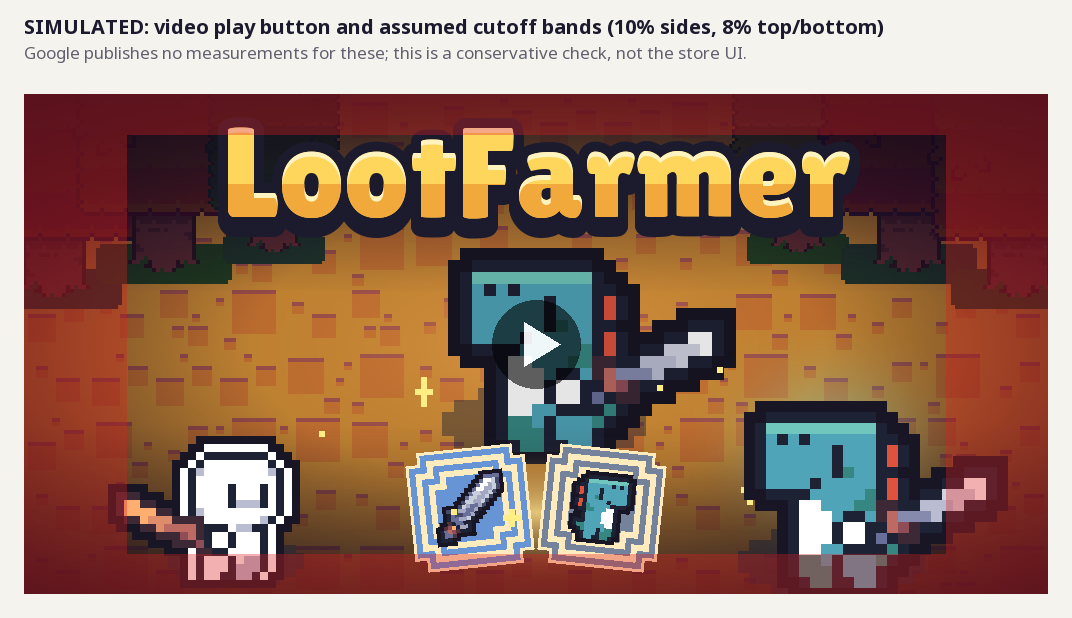 SIMULATED: video play button and assumed cutoff bands (10% sides, 8% top/bottom)
Google publishes no measurements for these; this is a conservative check, not the store UI.
LootFarmer